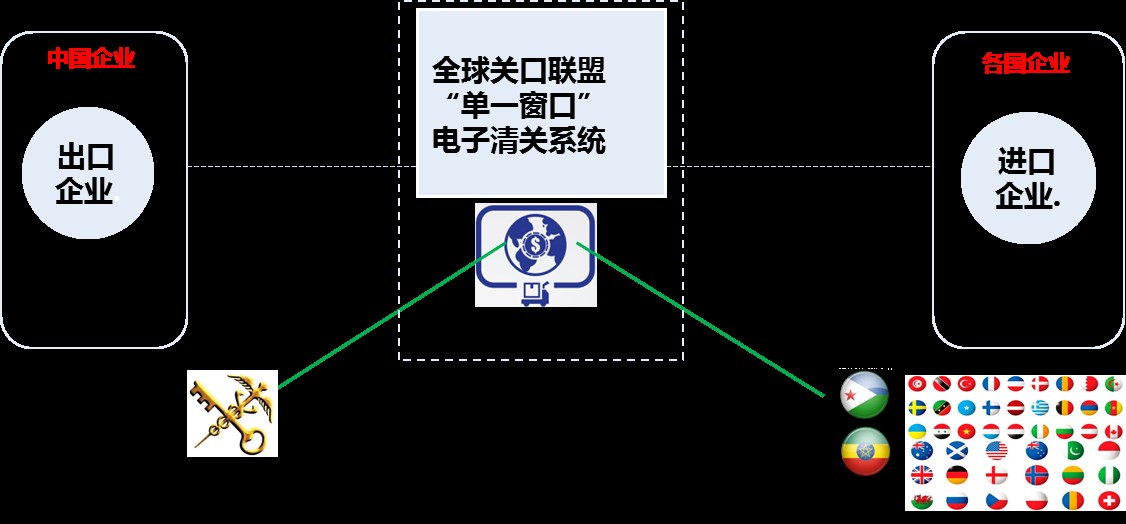 中国企业
出口
企业.
全球关口联盟
“单一窗口”
电子清关系统
各国企业
进口
企业.